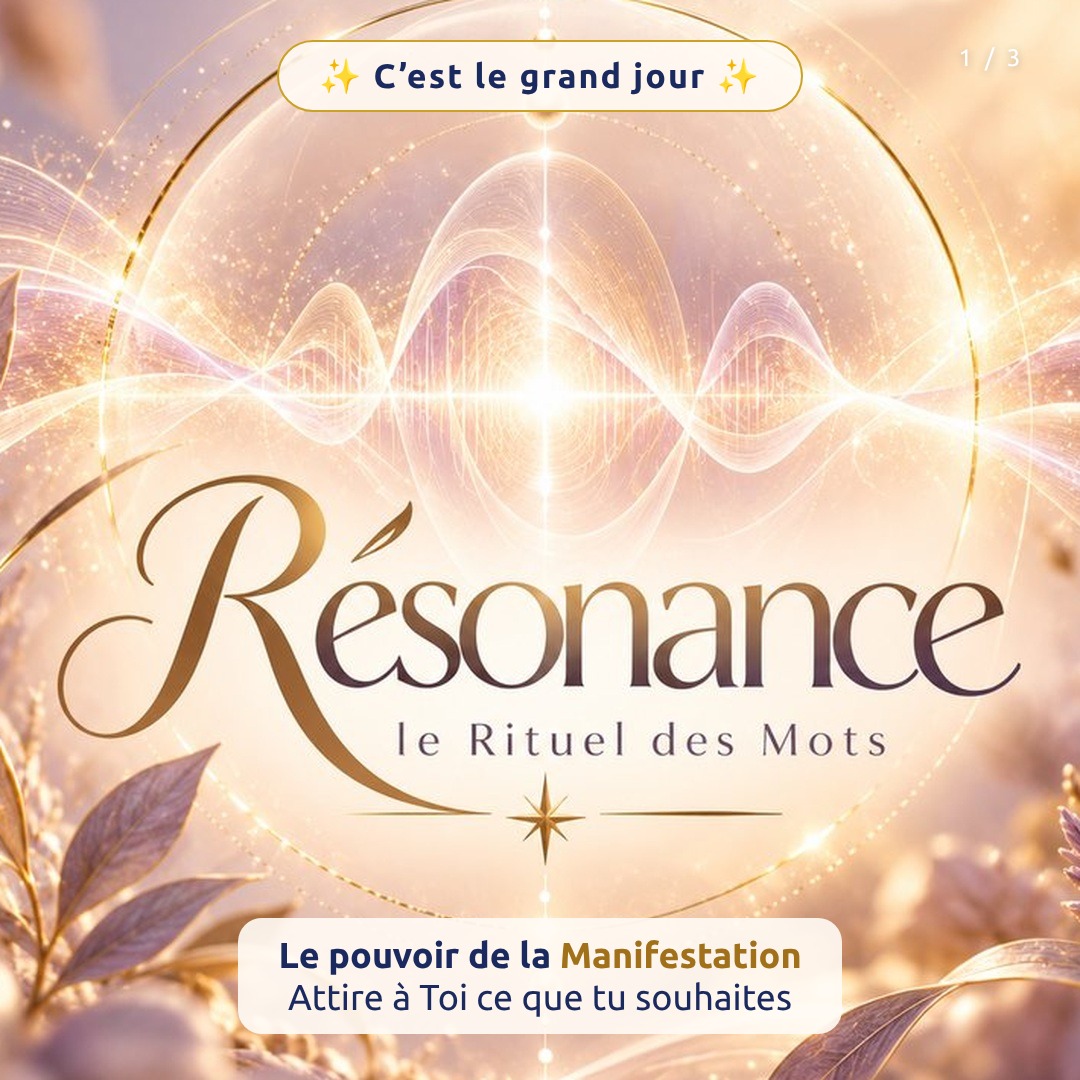 ✨ C’est le grand jour ✨
1 / 3
Résonance
le Rituel des Mots
Le pouvoir de la Manifestation
Attire à Toi ce que tu souhaites